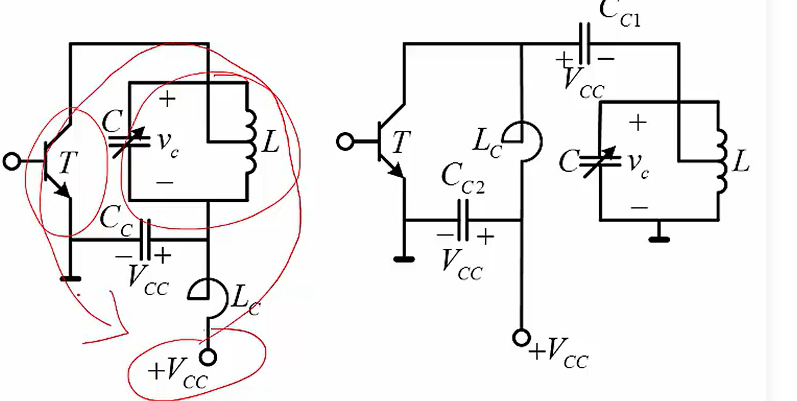 C
+
v_c
−
L
T
C_C
− +
V_CC
L_C
+V_CC
C_C1
+ −
V_CC
T
L_C
C
+
v_c
−
L
C_C2
− +
V_CC
+V_CC